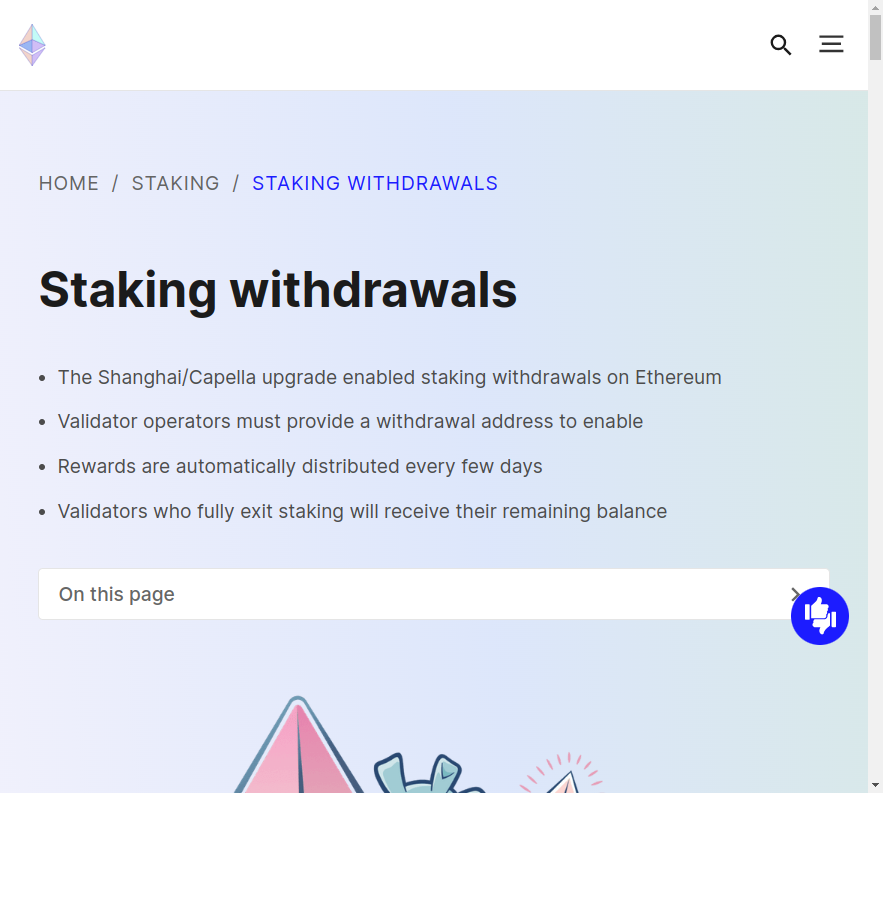 HOME / STAKING / STAKING WITHDRAWALS
Staking withdrawals
• The Shanghai/Capella upgrade enabled staking withdrawals on Ethereum
• Validator operators must provide a withdrawal address to enable
• Rewards are automatically distributed every few days
• Validators who fully exit staking will receive their remaining balance
On this page